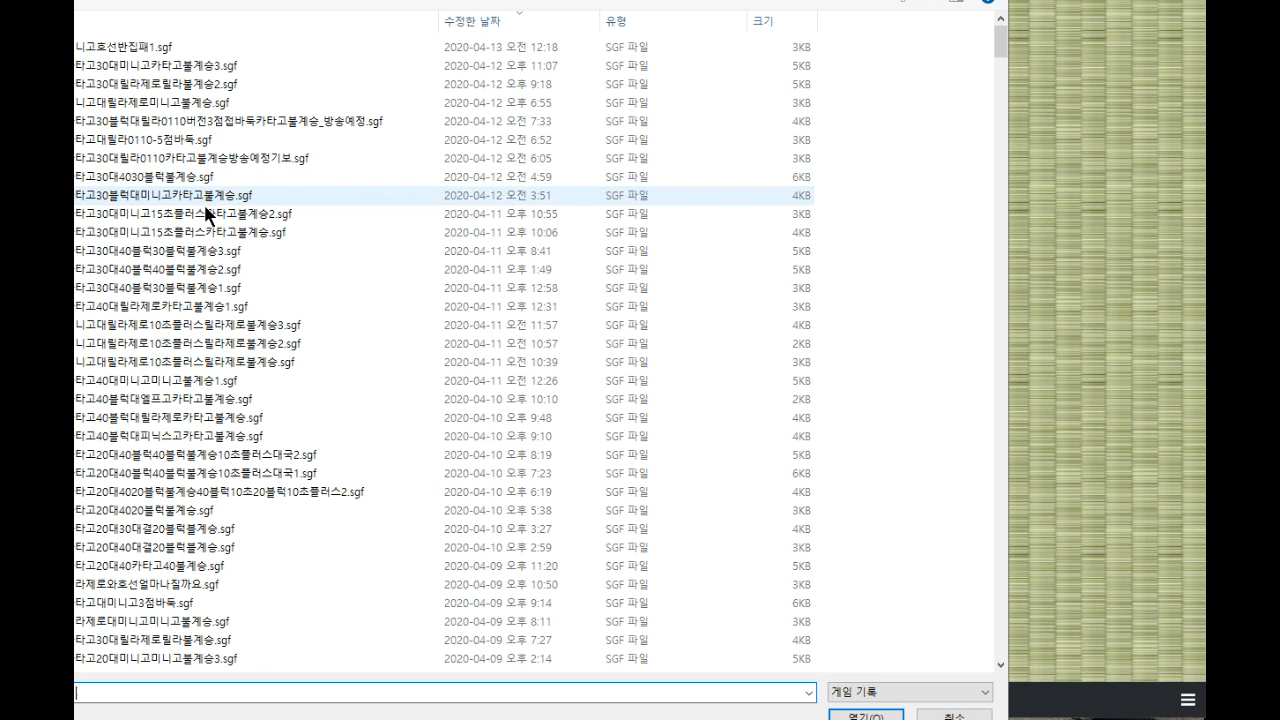 수정한 날짜 유형 크기
니고호선반집패1.sgf 2020-04-13 오전 12:18 SGF 파일 3KB
타고30대미니고카타고불계승3.sgf 2020-04-12 오후 11:07 SGF 파일 5KB
타고30대릴라제로릴라불계승2.sgf 2020-04-12 오후 9:18 SGF 파일 5KB
니고대릴라제로미니고불계승.sgf 2020-04-12 오후 6:55 SGF 파일 3KB
타고30블럭대릴라0110버전3점접바둑카타고불계승_방송예정.sgf 2020-04-12 오전 7:33 SGF 파일 4KB
타고대릴라0110-5점바둑.sgf 2020-04-12 오전 6:52 SGF 파일 3KB
타고30대릴라0110카타고불계승방송예정기보.sgf 2020-04-12 오전 6:05 SGF 파일 3KB
타고30대4030블럭불계승.sgf 2020-04-12 오전 4:59 SGF 파일 6KB
타고30블럭대미니고카타고불계승.sgf 2020-04-12 오전 3:51 SGF 파일 4KB
타고30대미니고15초플러스카타고불계승2.sgf 2020-04-11 오후 10:55 SGF 파일 3KB
타고30대미니고15초플러스카타고불계승.sgf 2020-04-11 오후 10:06 SGF 파일 4KB
타고30대40블럭30블럭불계승3.sgf 2020-04-11 오후 8:41 SGF 파일 5KB
타고30대40블럭40블럭불계승2.sgf 2020-04-11 오후 1:49 SGF 파일 5KB
타고30대40블럭30블럭불계승1.sgf 2020-04-11 오후 12:58 SGF 파일 3KB
타고40대릴라제로카타고불계승1.sgf 2020-04-11 오후 12:31 SGF 파일 3KB
니고대릴라제로10초플러스릴라제로불계승3.sgf 2020-04-11 오전 11:57 SGF 파일 4KB
니고대릴라제로10초플러스릴라제로불계승2.sgf 2020-04-11 오전 10:57 SGF 파일 2KB
니고대릴라제로10초플러스릴라제로불계승.sgf 2020-04-11 오전 10:39 SGF 파일 3KB
타고40대미니고미니고불계승1.sgf 2020-04-11 오전 12:26 SGF 파일 5KB
타고40블럭대엘프고카타고불계승.sgf 2020-04-10 오후 10:10 SGF 파일 2KB
타고40블럭대릴라제로카타고불계승.sgf 2020-04-10 오후 9:48 SGF 파일 4KB
타고40블럭대피닉스고카타고불계승.sgf 2020-04-10 오후 9:10 SGF 파일 4KB
타고20대40블럭40블럭불계승10초플러스대국2.sgf 2020-04-10 오후 8:19 SGF 파일 5KB
타고20대40블럭40블럭불계승10초플러스대국1.sgf 2020-04-10 오후 7:23 SGF 파일 6KB
타고20대4020블럭불계승40블럭10초20블럭10초플러스2.sgf 2020-04-10 오후 6:19 SGF 파일 4KB
타고20대4020블럭불계승.sgf 2020-04-10 오후 5:38 SGF 파일 3KB
타고20대30대결20블럭불계승.sgf 2020-04-10 오후 3:27 SGF 파일 4KB
타고20대40대결20블럭불계승.sgf 2020-04-10 오후 2:59 SGF 파일 3KB
타고20대40카타고40불계승.sgf 2020-04-09 오후 11:20 SGF 파일 5KB
라제로와호선얼마나질까요.sgf 2020-04-09 오후 10:50 SGF 파일 3KB
타고대미니고3점바둑.sgf 2020-04-09 오후 9:14 SGF 파일 6KB
라제로대미니고미니고불계승.sgf 2020-04-09 오후 8:11 SGF 파일 3KB
타고30대릴라제로릴라불계승.sgf 2020-04-09 오후 7:27 SGF 파일 4KB
타고20대미니고미니고불계승3.sgf 2020-04-09 오후 2:14 SGF 파일 5KB
게임 기록
열기(O) 취소